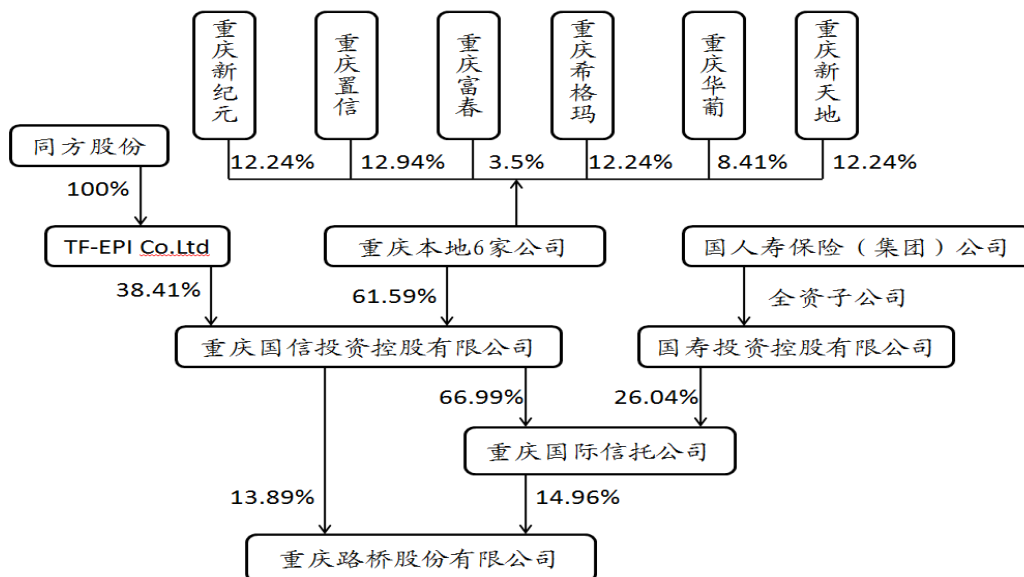 重庆新纪元
重庆置信
重庆富春
重庆希格玛
重庆华葡
重庆新天地
同方股份
12.24%
12.94%
3.5%
12.24%
8.41%
12.24%
100%
TF-EPI Co.Ltd
重庆本地6家公司
国人寿保险（集团）公司
38.41%
61.59%
全资子公司
重庆国信投资控股有限公司
国寿投资控股有限公司
66.99%
26.04%
重庆国际信托公司
13.89%
14.96%
重庆路桥股份有限公司